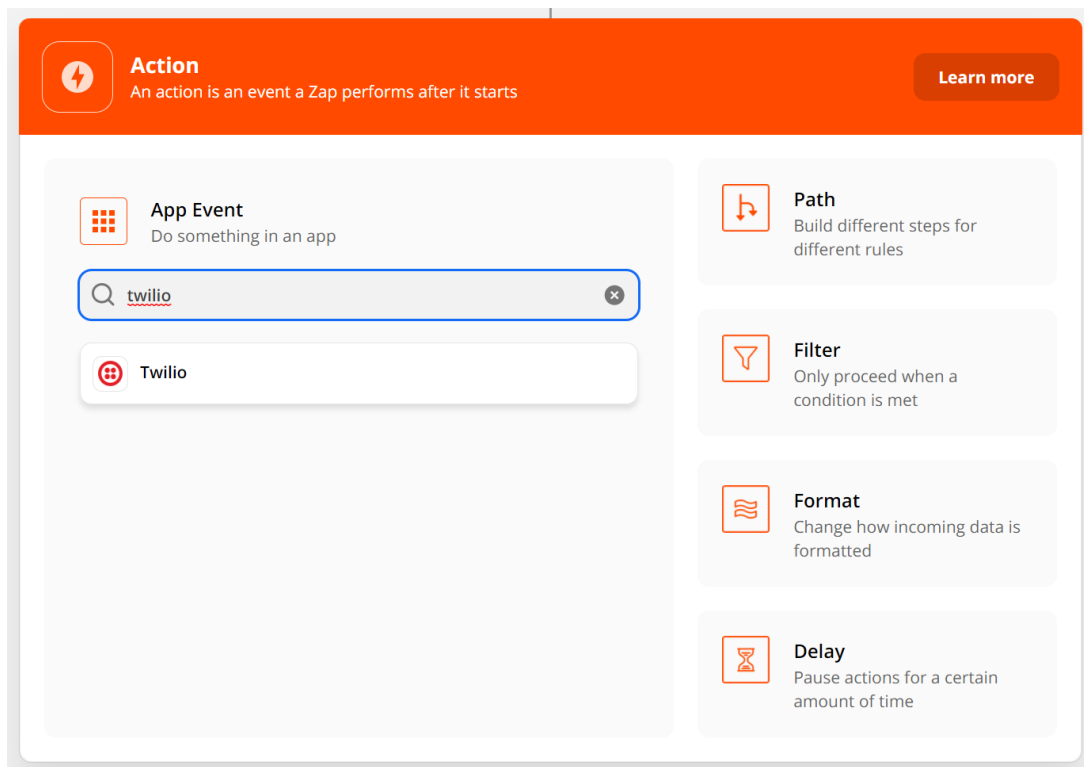 Action
An action is an event a Zap performs after it starts
Learn more
App Event
Do something in an app
twilio
Twilio
Path
Build different steps for
different rules
Filter
Only proceed when a
condition is met
Format
Change how incoming data is
formatted
Delay
Pause actions for a certain
amount of time